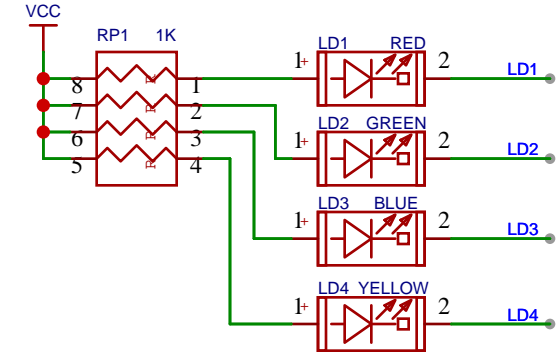 VCC
RP1 1K
8 R 1
7 R 2
6 R 3
5 R 4
LD1 RED
1+ 2 LD1
LD2 GREEN
1+ 2 LD2
LD3 BLUE
1+ 2 LD3
LD4 YELLOW
1+ 2 LD4